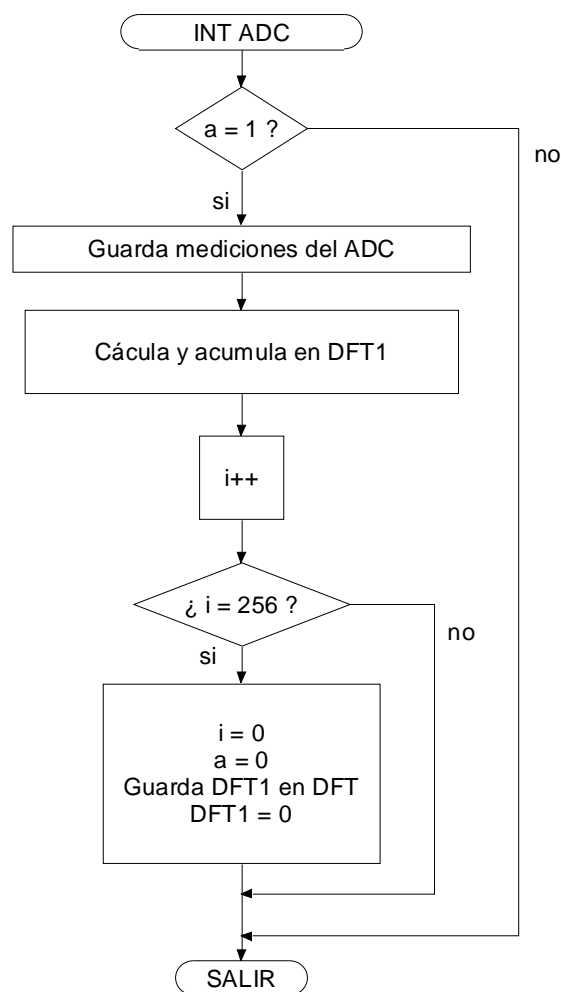 INT ADC
a = 1 ?
no
si
Guarda mediciones del ADC
Cácula y acumula en DFT1
i++
¿ i = 256 ?
no
si
i = 0
a = 0
Guarda DFT1 en DFT
DFT1 = 0
SALIR